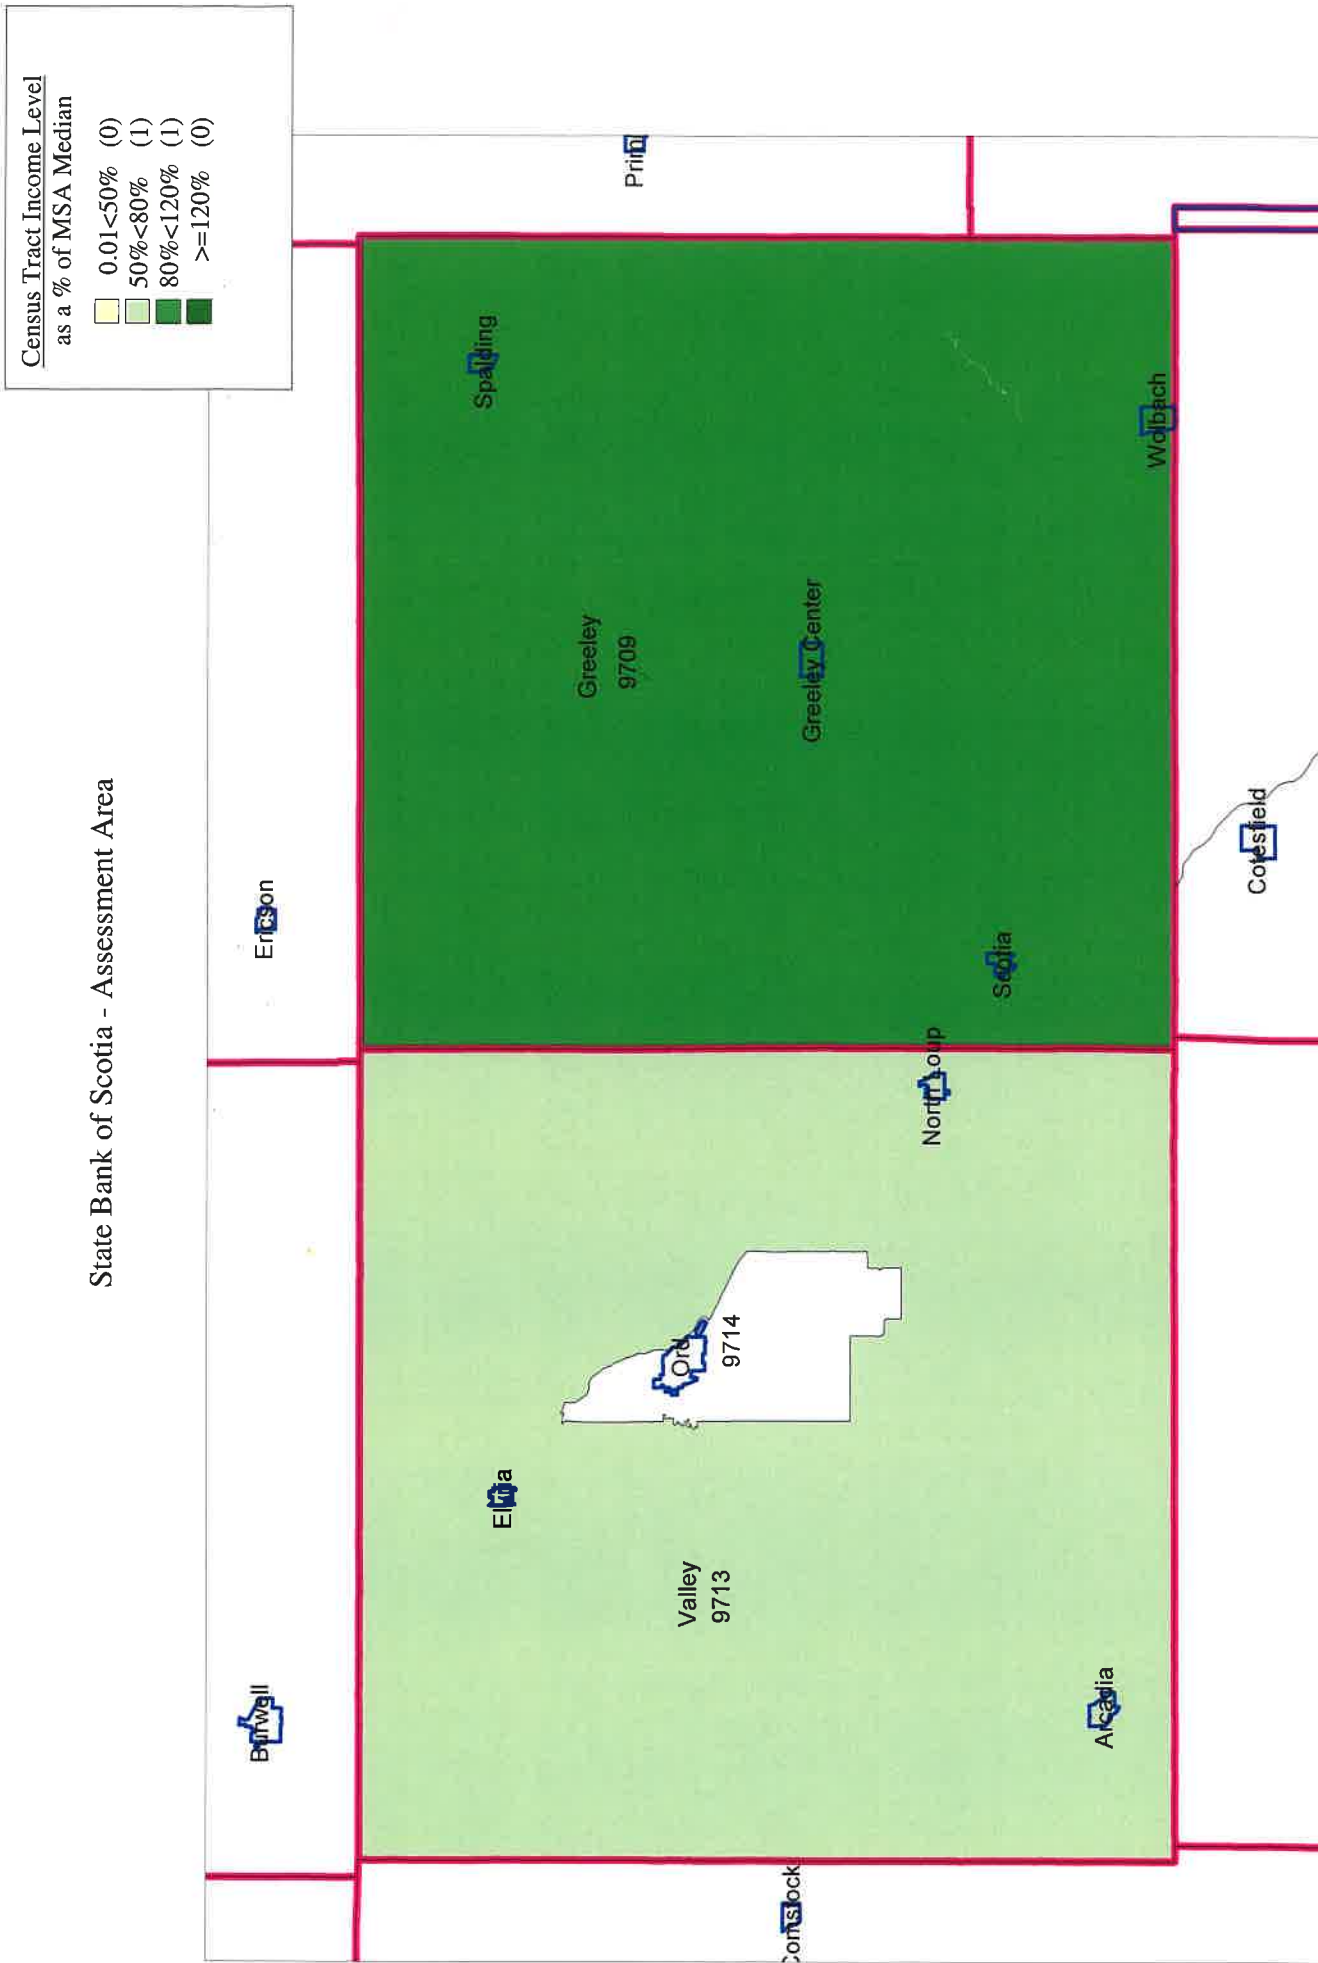 State Bank of Scotia - Assessment Area
Census Tract Income Level
as a % of MSA Median
0.01<50% (0)
50%<80% (1)
80%<120% (1)
>=120% (0)
Burwell
Ericson
Elyria
Spalding
Valley
9713
Ord
9714
Greeley
9709
Prim
Comstock
Greeley Center
North Loup
Scotia
Arcadia
Wolbach
Cotesfield